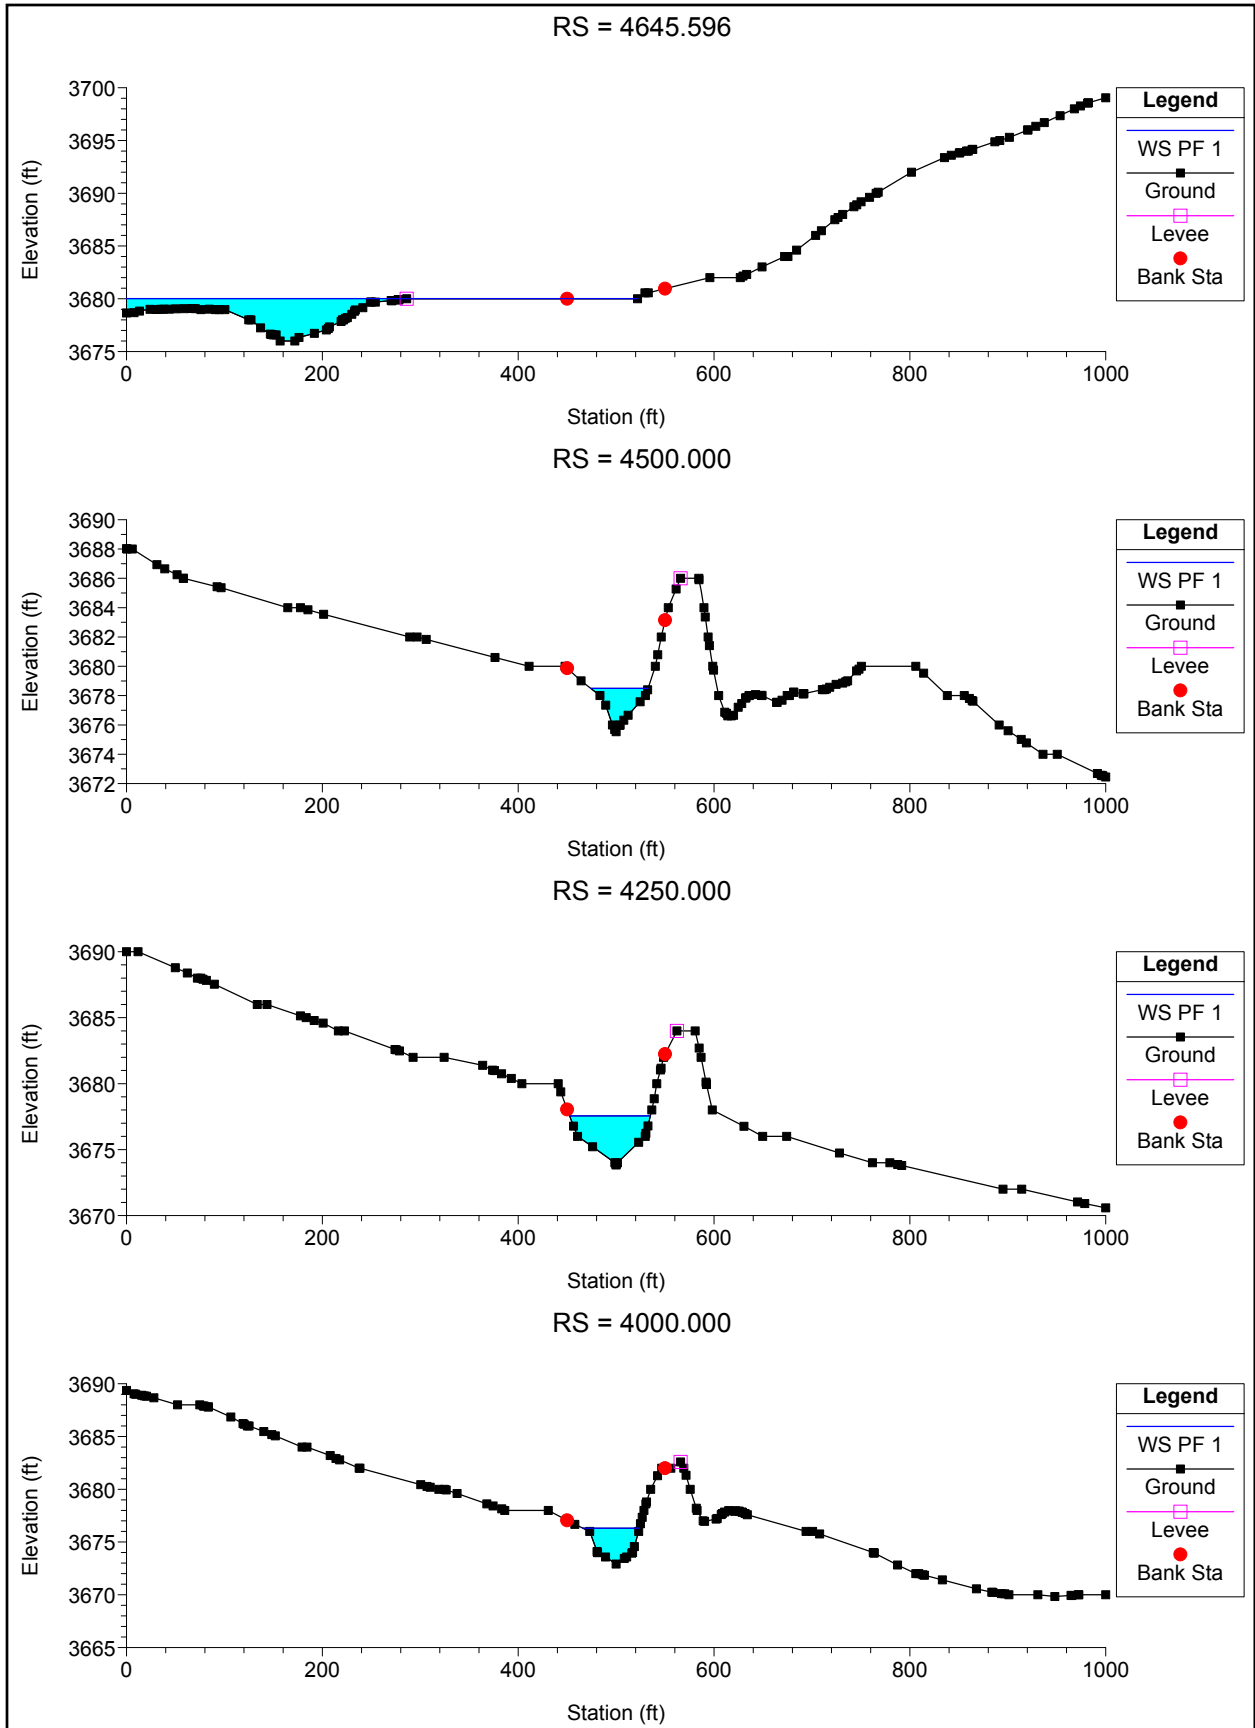 RS = 4645.596
3700
3695
3690
3685
3680
3675
Elevation (ft)
0 200 400 600 800 1000
Station (ft)
Legend
WS PF 1
Ground
Levee
Bank Sta
RS = 4500.000
3690
3688
3686
3684
3682
3680
3678
3676
3674
3672
Elevation (ft)
0 200 400 600 800 1000
Station (ft)
Legend
WS PF 1
Ground
Levee
Bank Sta
RS = 4250.000
3690
3685
3680
3675
3670
Elevation (ft)
0 200 400 600 800 1000
Station (ft)
Legend
WS PF 1
Ground
Levee
Bank Sta
RS = 4000.000
3690
3685
3680
3675
3670
3665
Elevation (ft)
0 200 400 600 800 1000
Station (ft)
Legend
WS PF 1
Ground
Levee
Bank Sta